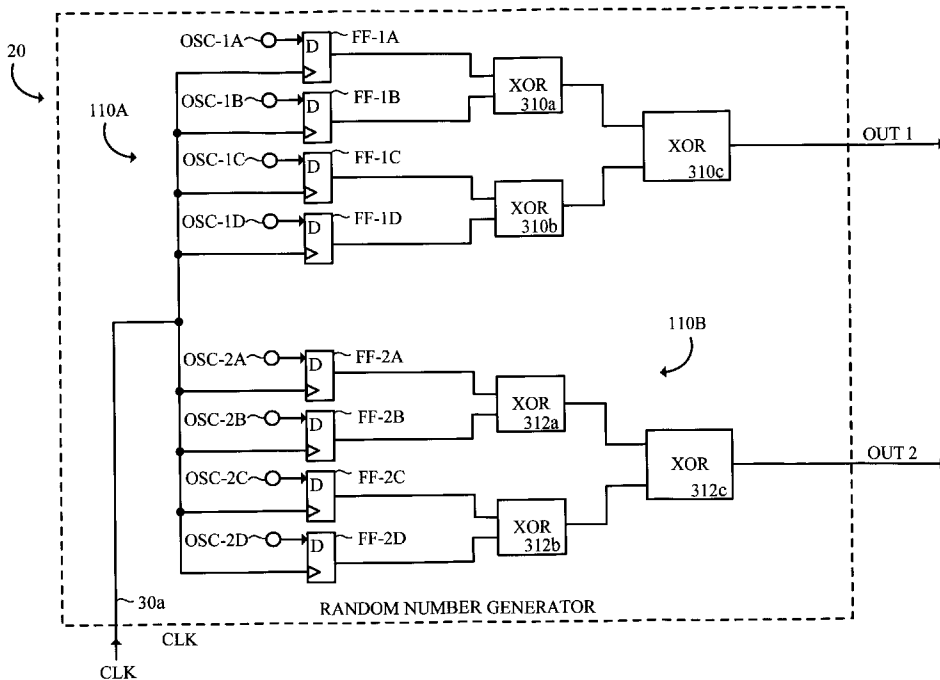 20
110A
OSC-1A
D
FF-1A
OSC-1B
D
FF-1B
OSC-1C
D
FF-1C
OSC-1D
D
FF-1D
XOR
310a
XOR
310b
XOR
310c
OUT 1
110B
OSC-2A
D
FF-2A
OSC-2B
D
FF-2B
OSC-2C
D
FF-2C
OSC-2D
D
FF-2D
XOR
312a
XOR
312b
XOR
312c
OUT 2
30a
RANDOM NUMBER GENERATOR
CLK
CLK